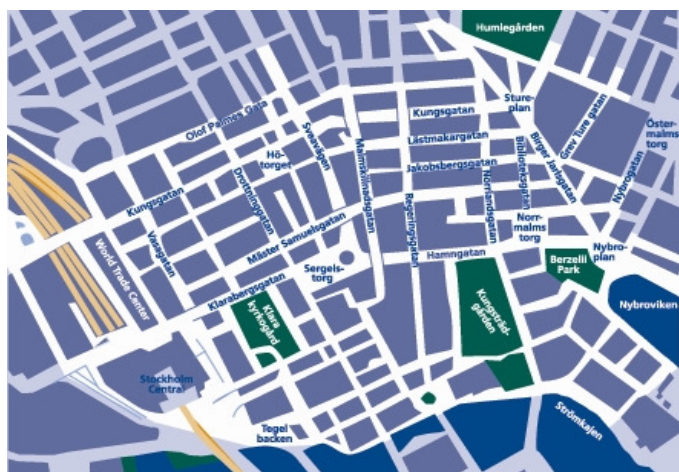 Humlegården
Olof Palmes Gata
Sveavägen
Kungsgatan
Sture-
plan
Birger Jarlsgatan
Grev Ture gatan
Öster-
malms
torg
Hö-
torget
Malmskillnadsgatan
Lästmakargatan
Jakobsbergsgatan
Biblioteksgatan
Nybrogatan
Kungsgatan
Drottninggatan
Mäster Samuelsgatan
Regeringsgatan
Norrlandsgatan
Norr-
malms
torg
Vasagatan
World Trade Center
Hamngatan
Nybro-
plan
Berzelii
Park
Sergels-
torg
Klarabergsgatan
Klara
kyrkogård
Kungsträd-
gården
Nybroviken
Stockholm
Central
Tegel
backen
Strömkajen